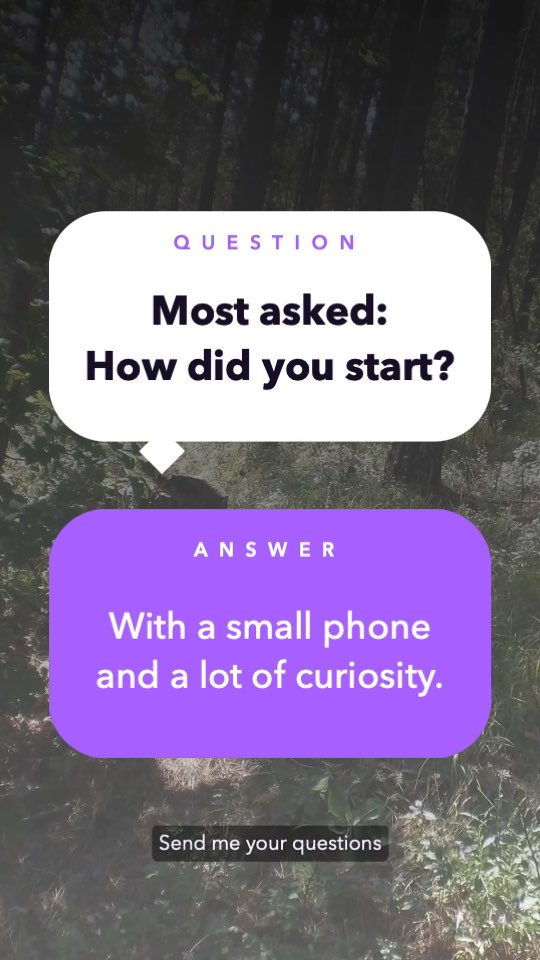 QUESTION
Most asked:
How did you start?
ANSWER
With a small phone
and a lot of curiosity.
Send me your questions